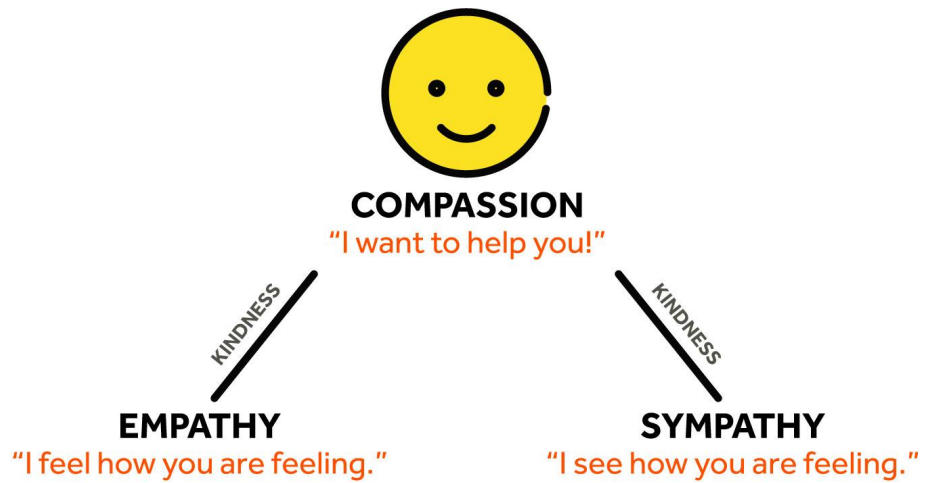 COMPASSION
“I want to help you!”
KINDNESS
KINDNESS
EMPATHY
“I feel how you are feeling.”
SYMPATHY
“I see how you are feeling.”